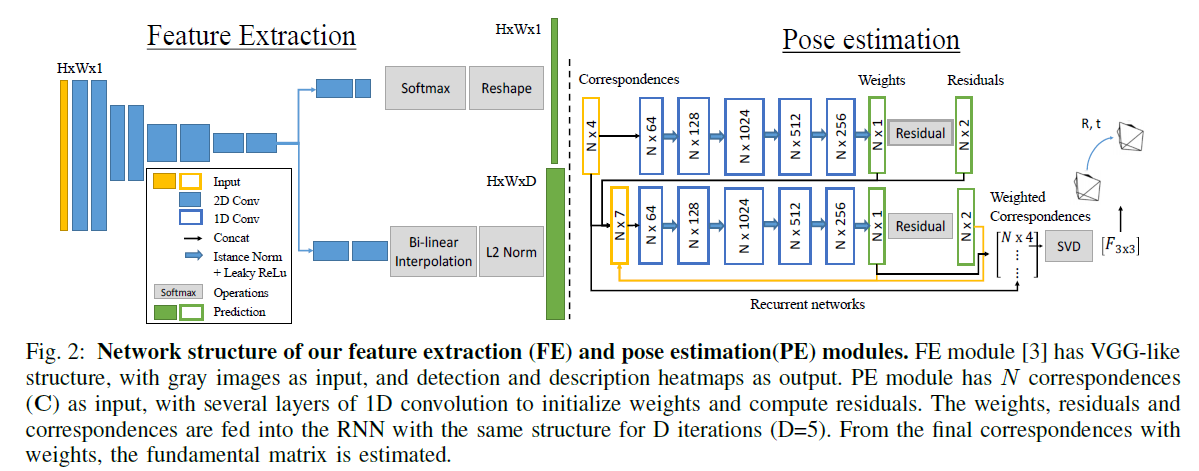 Feature Extraction
HxWx1
HxWx1
Softmax
Reshape
HxWxD
Bi-linear
Interpolation
L2 Norm
Input
2D Conv
1D Conv
Concat
Istance Norm
+ Leaky ReLu
Softmax
Operations
Prediction
Pose estimation
Correspondences
Weights
Residuals
N x 4
N x 64
N x 128
N x 1024
N x 512
N x 256
N x 1
Residual
N x 2
R, t
N x 7
N x 64
N x 128
N x 1024
N x 512
N x 256
N x 1
Residual
N x 2
Weighted
Correspondences
[N x 4]
SVD
[F3x3]
Recurrent networks
Fig. 2: Network structure of our feature extraction (FE) and pose estimation(PE) modules. FE module [3] has VGG-like
structure, with gray images as input, and detection and description heatmaps as output. PE module has N correspondences
(C) as input, with several layers of 1D convolution to initialize weights and compute residuals. The weights, residuals and
correspondences are fed into the RNN with the same structure for D iterations (D=5). From the final correspondences with
weights, the fundamental matrix is estimated.